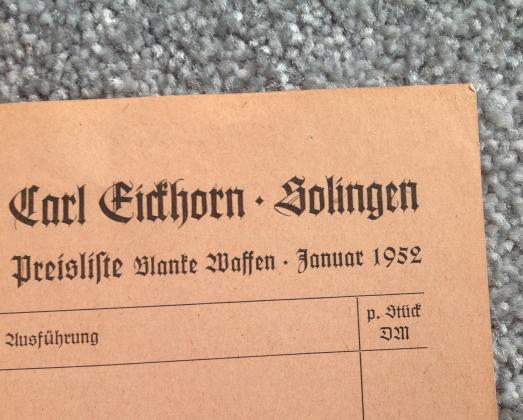 Carl Eickhorn · Solingen
Preisliste Blanke Waffen · Januar 1952
Ausführung
p. Stück
DM